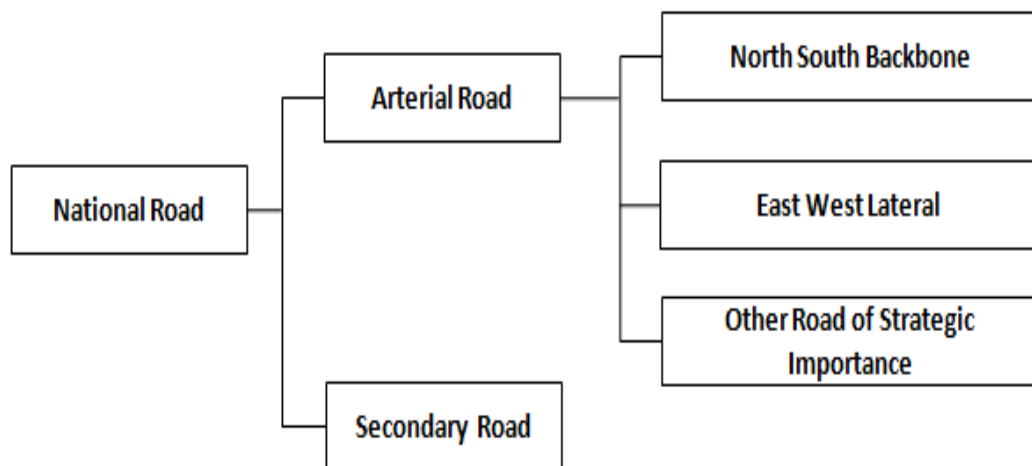 National Road
Arterial Road
Secondary Road
North South Backbone
East West Lateral
Other Road of Strategic
Importance